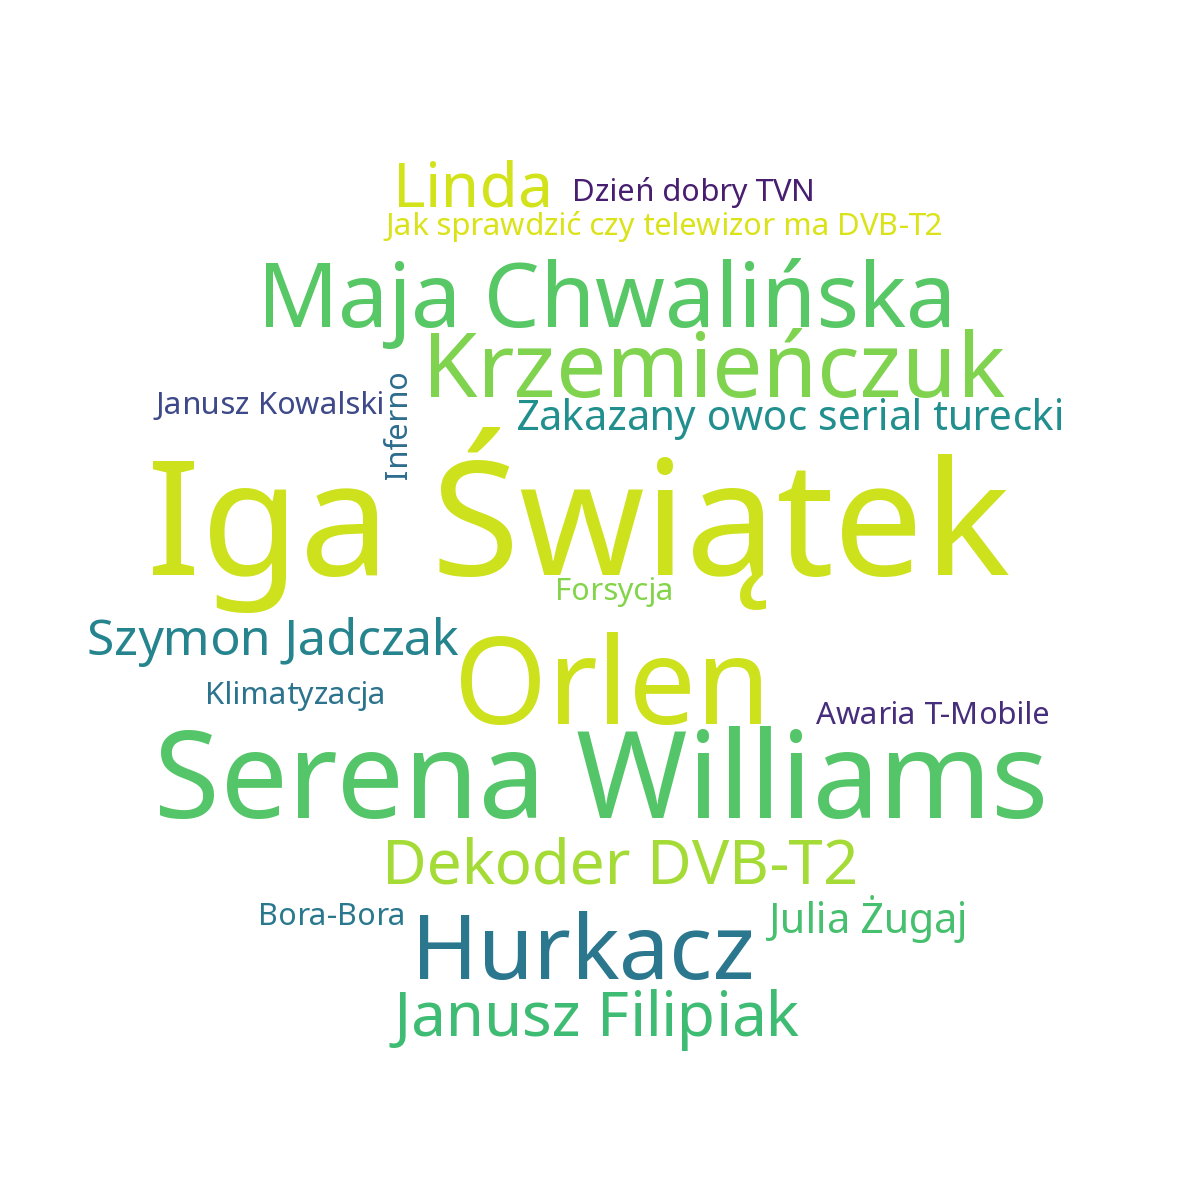 Linda
Dzień dobry TVN
Jak sprawdzić czy telewizor ma DVB-T2
Maja Chwalińska
Krzemieńczuk
Janusz Kowalski
Inferno
Zakazany owoc serial turecki
Iga Świątek
Forsycja
Szymon Jadczak
Orlen
Klimatyzacja
Awaria T-Mobile
Serena Williams
Dekoder DVB-T2
Bora-Bora
Hurkacz
Julia Żugaj
Janusz Filipiak